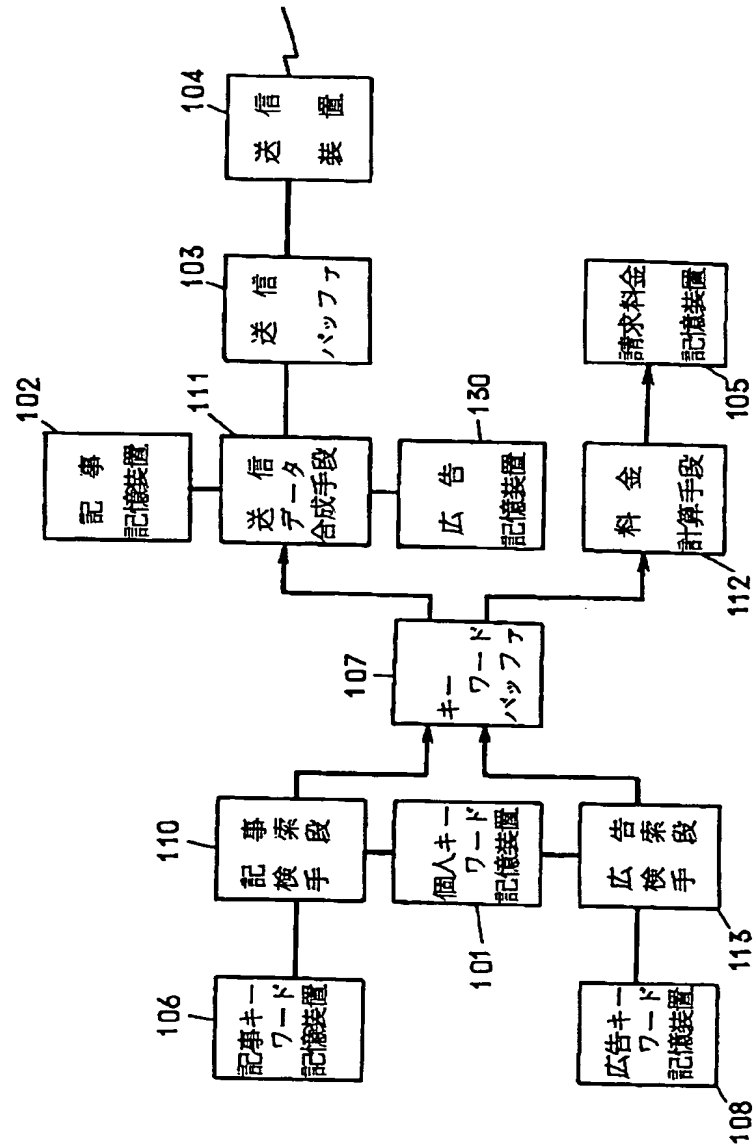 108
広告キー
ワード
記憶装置
106
記事キー
ワード
記憶装置
113
広告
検索
手段
101
個人キー
ワード
記憶装置
110
記事
検索
手段
107
キー
ワード
バッファ
112
料金
計算手段
130
広告
記憶装置
111
送信
データ
合成手段
102
記事
記憶装置
105
請求料金
記憶装置
103
送信
バッファ
104
送信
装置